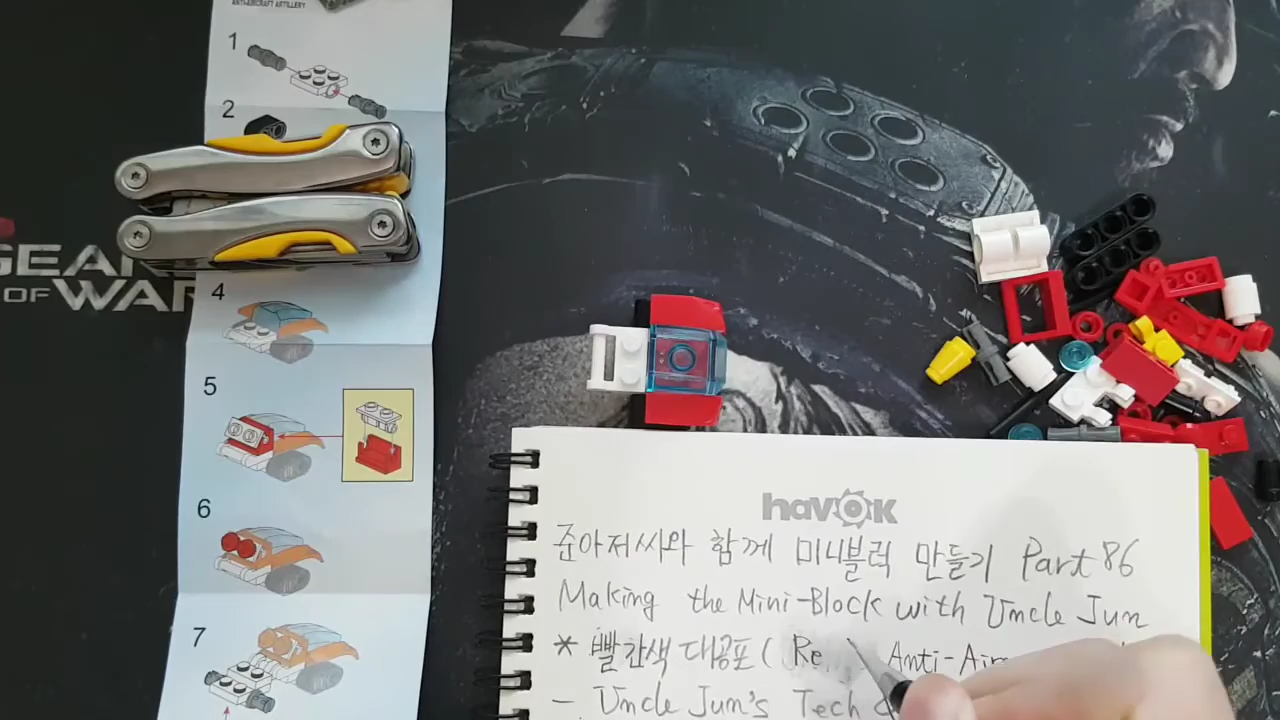 ANTI-AIRCRAFT ARTILLERY
1
2
4
5
6
7
GEAR
OF WAR
havok
준아저씨와 함께 미니블럭 만들기 Part 86
Making the Mini-Block with Uncle Jun
* 빨간색 대공포 ( Re Anti-Air
- Uncle Jun's Tech